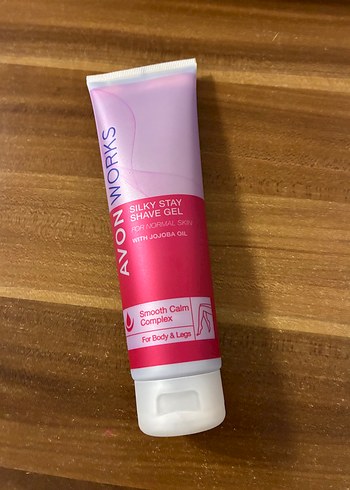 AVON WORKS
SILKY STAY
SHAVE GEL
FOR NORMAL SKIN
WITH JOJOBA OIL
Smooth Calm
Complex
For Body & Legs